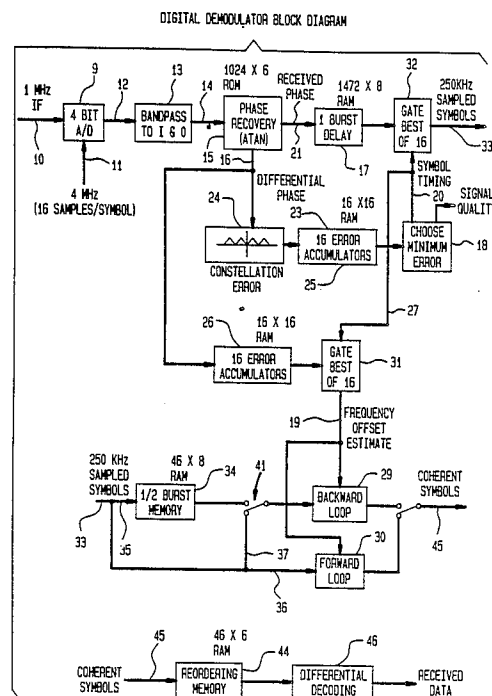 DIGITAL DEMODULATOR BLOCK DIAGRAM
1 MHz
IF
10
9
4 BIT
A/D
11
4 MHz
(16 SAMPLES/SYMBOL)
12
13
BANDPASS
TO I & Q
14
1024 X 6
ROM
PHASE
RECOVERY
(ATAN)
15
16
RECEIVED
PHASE
21
1472 X 8
RAM
1 BURST
DELAY
17
32
GATE
BEST
OF 16
250KHz
SAMPLED
SYMBOLS
33
SYMBOL
TIMING
20
SIGNAL
QUALITY
DIFFERENTIAL
PHASE
24
CONSTELLATION
ERROR
23
16 X16
RAM
16 ERROR
ACCUMULATORS
25
CHOOSE
MINIMUM
ERROR
18
27
26
16 X 16
RAM
16 ERROR
ACCUMULATORS
GATE
BEST
OF 16
31
19
FREQUENCY
OFFSET
ESTIMATE
250 KHz
SAMPLED
SYMBOLS
33
35
46 X 8
RAM
34
1/2 BURST
MEMORY
41
37
36
29
BACKWARD
LOOP
30
FORWARD
LOOP
COHERENT
SYMBOLS
45
COHERENT
SYMBOLS
45
46 X 6
RAM
44
REORDERING
MEMORY
46
DIFFERENTIAL
DECODING
RECEIVED
DATA